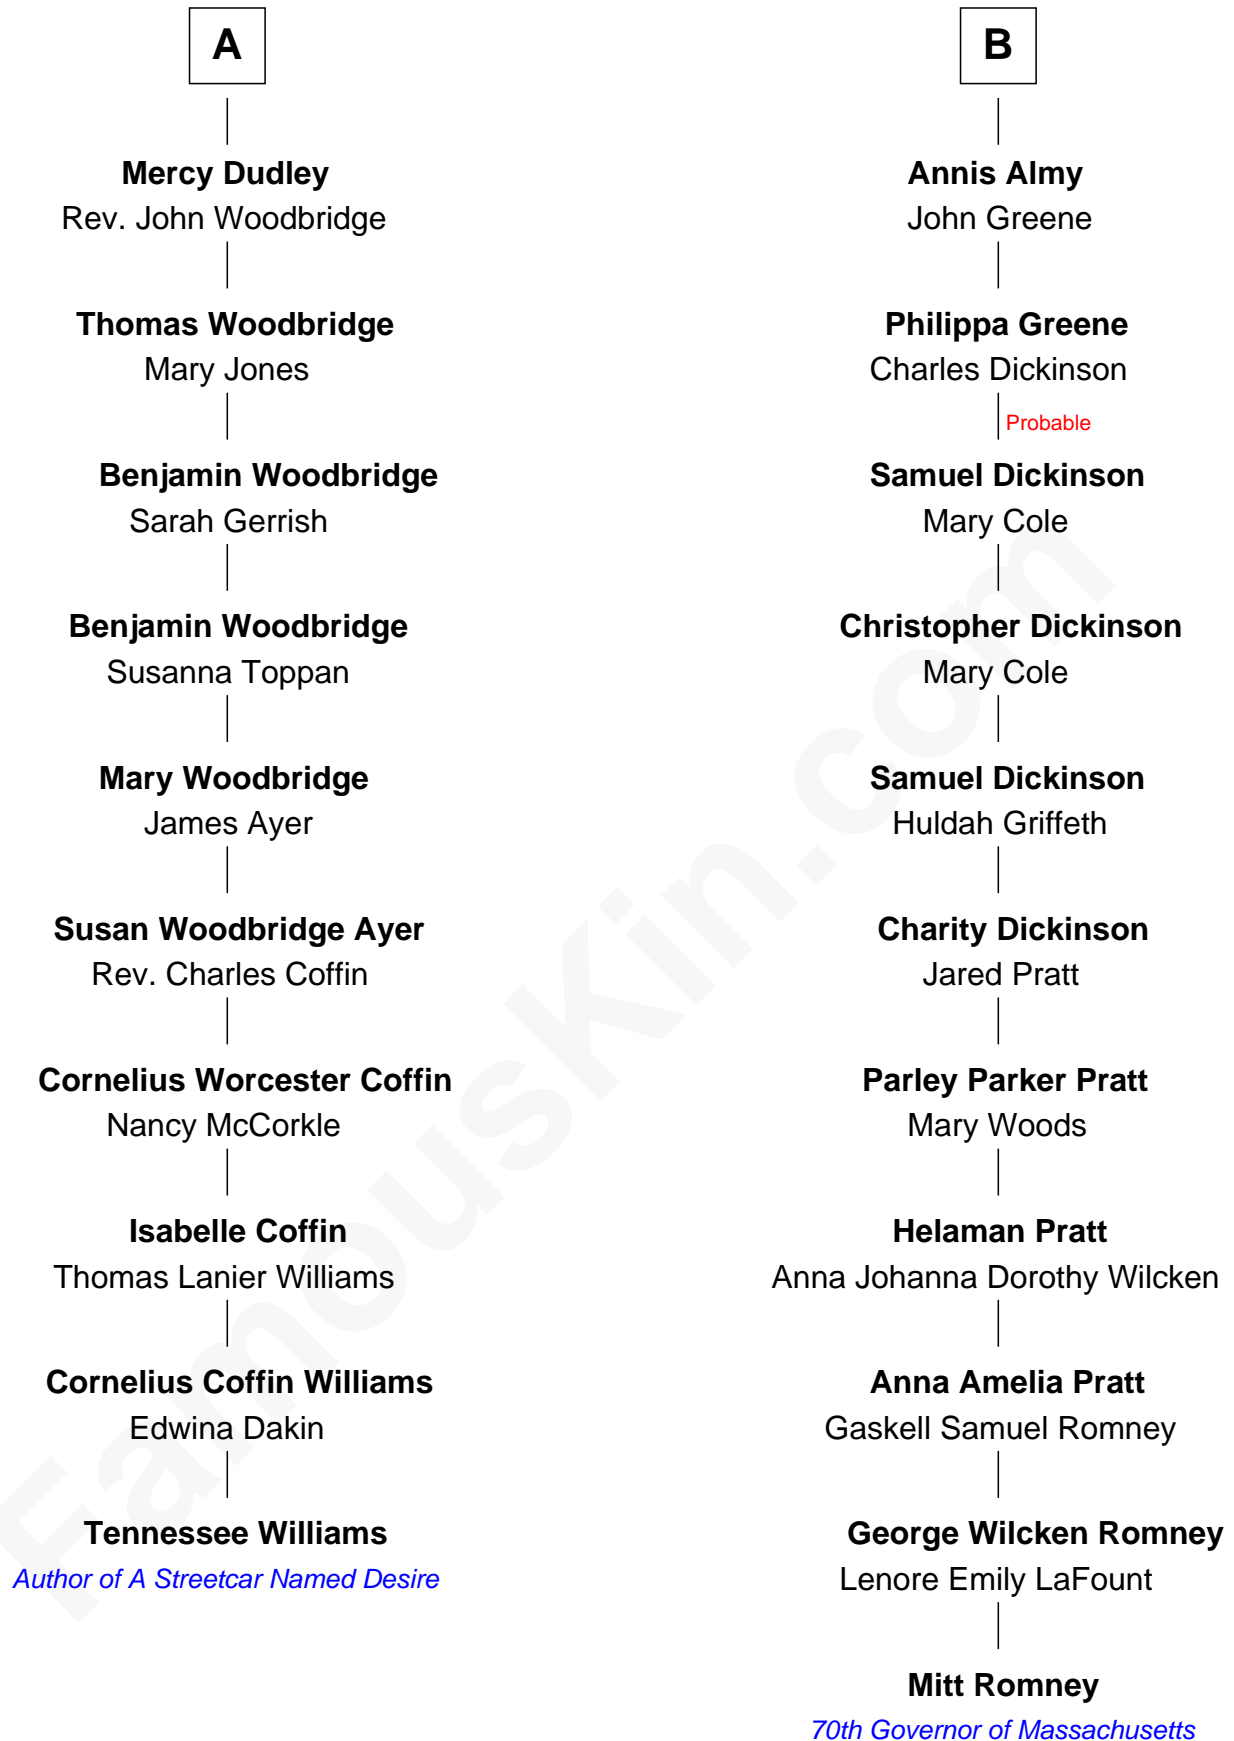 A
Mercy Dudley
Rev. John Woodbridge
Thomas Woodbridge
Mary Jones
Benjamin Woodbridge
Sarah Gerrish
Benjamin Woodbridge
Susanna Toppan
Mary Woodbridge
James Ayer
Susan Woodbridge Ayer
Rev. Charles Coffin
Cornelius Worcester Coffin
Nancy McCorkle
Isabelle Coffin
Thomas Lanier Williams
Cornelius Coffin Williams
Edwina Dakin
Tennessee Williams
Author of A Streetcar Named Desire
B
Annis Almy
John Greene
Philippa Greene
Charles Dickinson
Probable
Samuel Dickinson
Mary Cole
Christopher Dickinson
Mary Cole
Samuel Dickinson
Huldah Griffeth
Charity Dickinson
Jared Pratt
Parley Parker Pratt
Mary Woods
Helaman Pratt
Anna Johanna Dorothy Wilcken
Anna Amelia Pratt
Gaskell Samuel Romney
George Wilcken Romney
Lenore Emily LaFount
Mitt Romney
70th Governor of Massachusetts
FamousKin.com